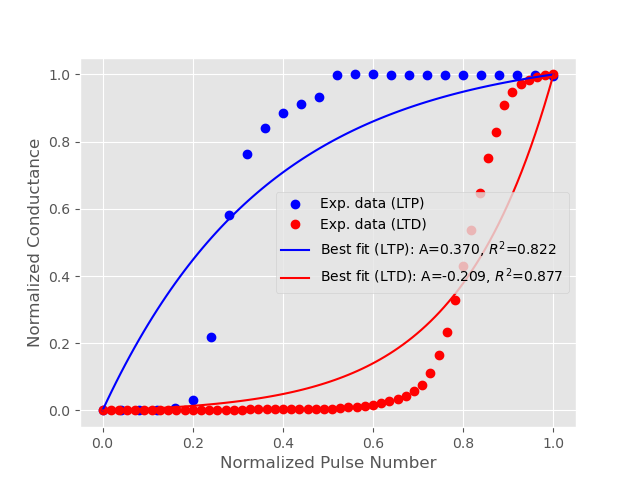 1.0
0.8
0.6
0.4
0.2
0.0
Normalized Conductance
Exp. data (LTP)
Exp. data (LTD)
Best fit (LTP): A=0.370, R²=0.822
Best fit (LTD): A=-0.209, R²=0.877
0.0 0.2 0.4 0.6 0.8 1.0
Normalized Pulse Number